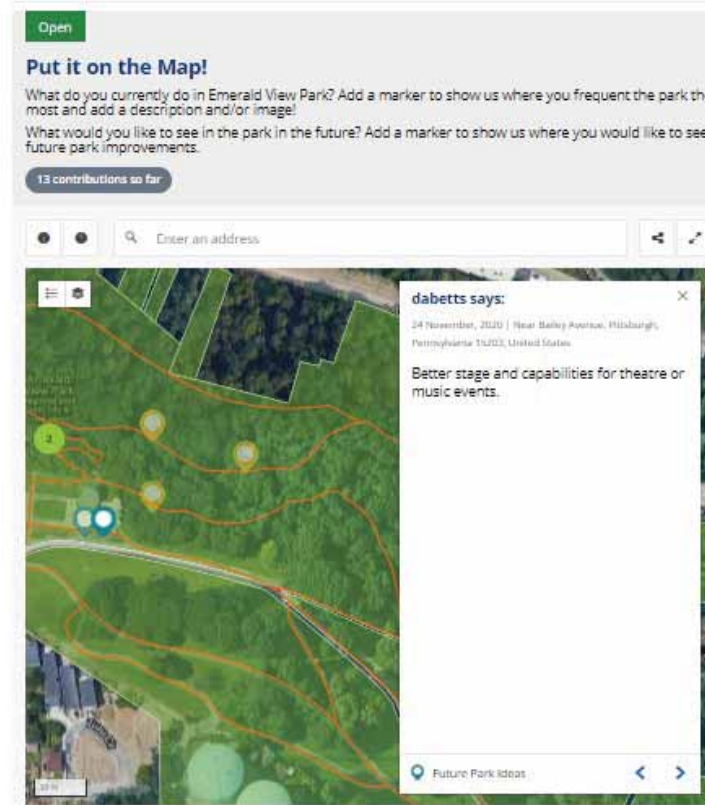 Open
Put it on the Map!
What do you currently do in Emerald View Park? Add a marker to show us where you frequent the park th
most and add a description and/or image!
What would you like to see in the park in the future? Add a marker to show us where you would like to see
future park improvements.
13 contributions so far
Enter an address
dabetts says:
24 November, 2020 | Near Bailey Avenue, Pittsburgh,
Pennsylvania 15203, United States
Better stage and capabilities for theatre or
music events.
2
Future Park Ideas